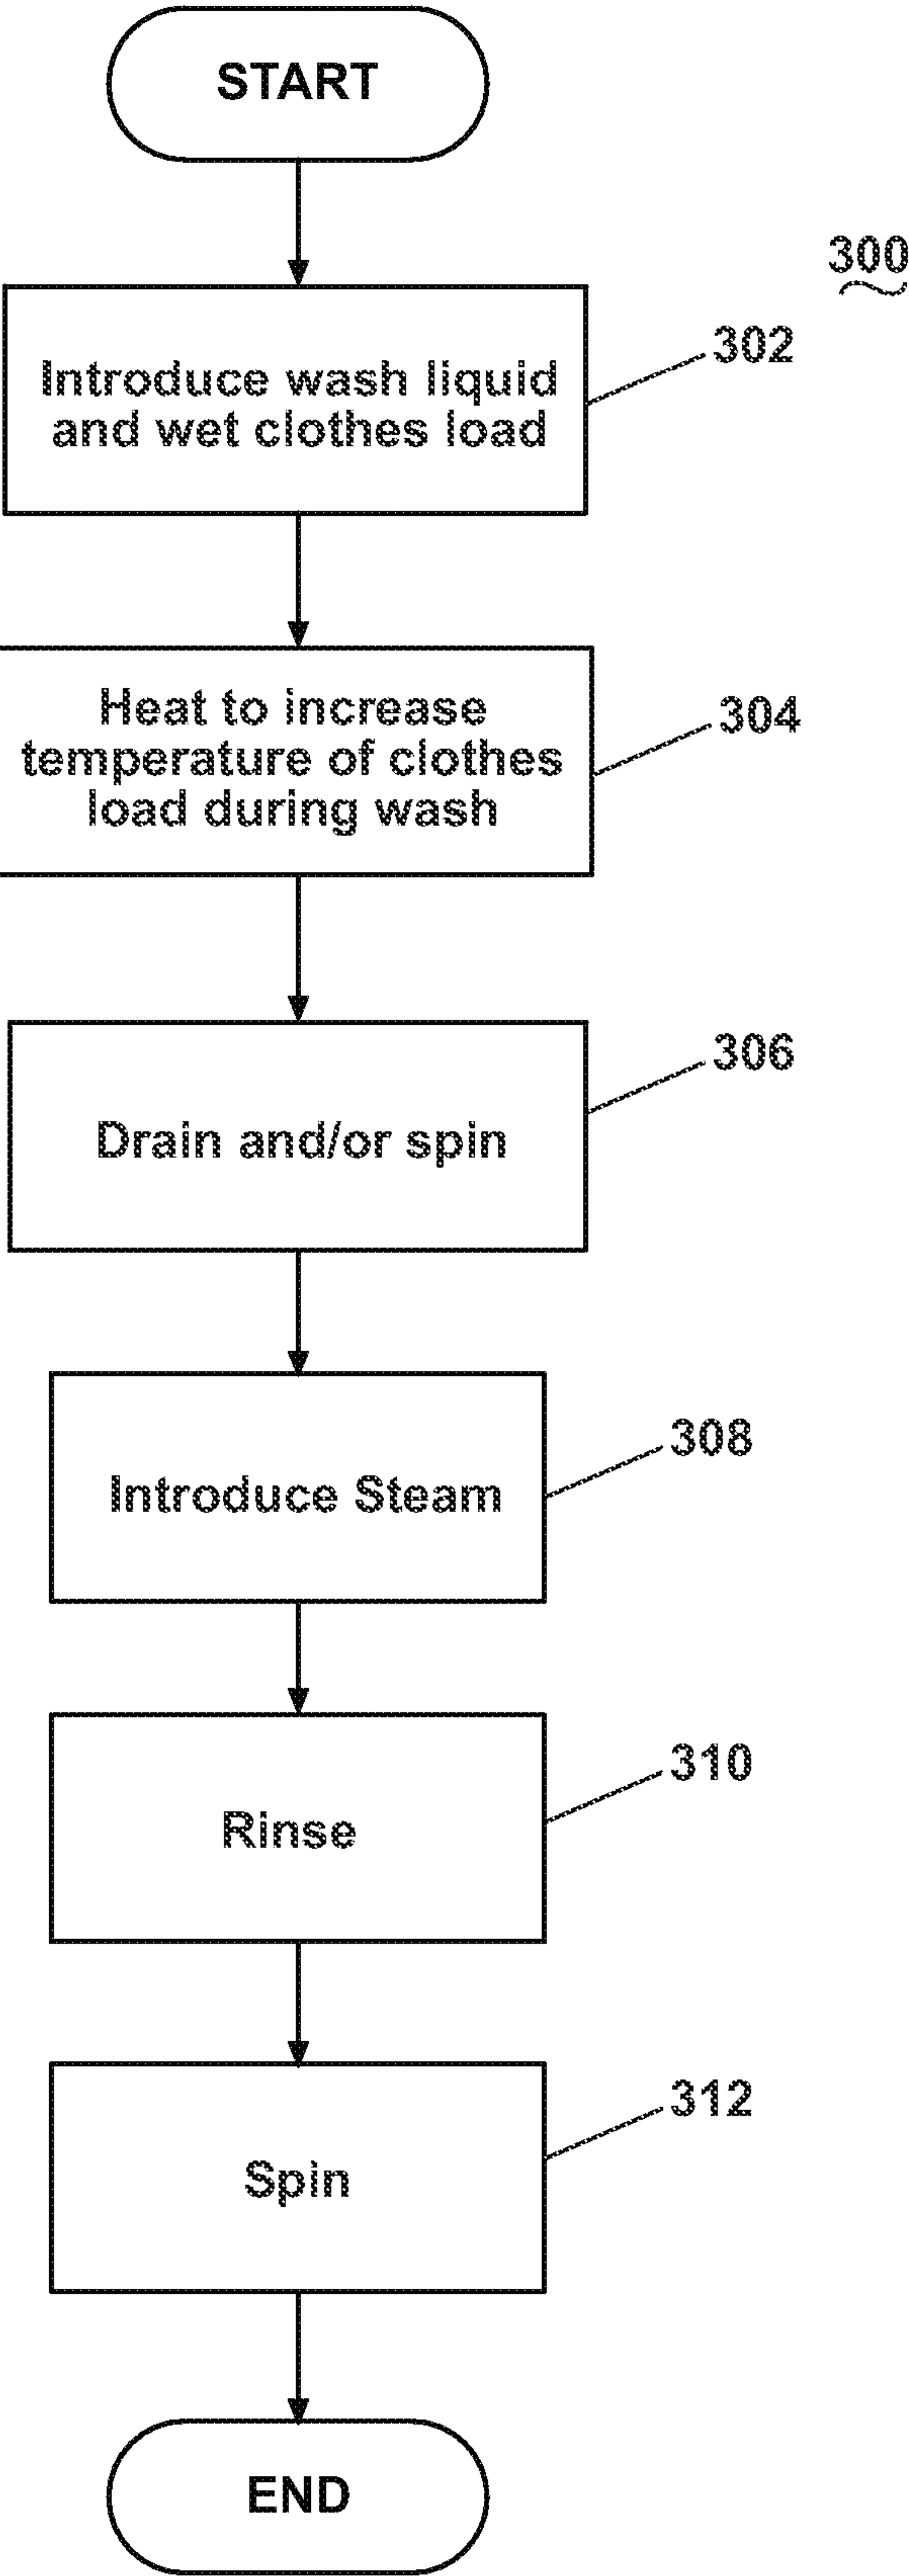 START
300
302
Introduce wash liquid
and wet clothes load
304
Heat to increase
temperature of clothes
load during wash
306
Drain and/or spin
308
Introduce Steam
310
Rinse
312
Spin
END